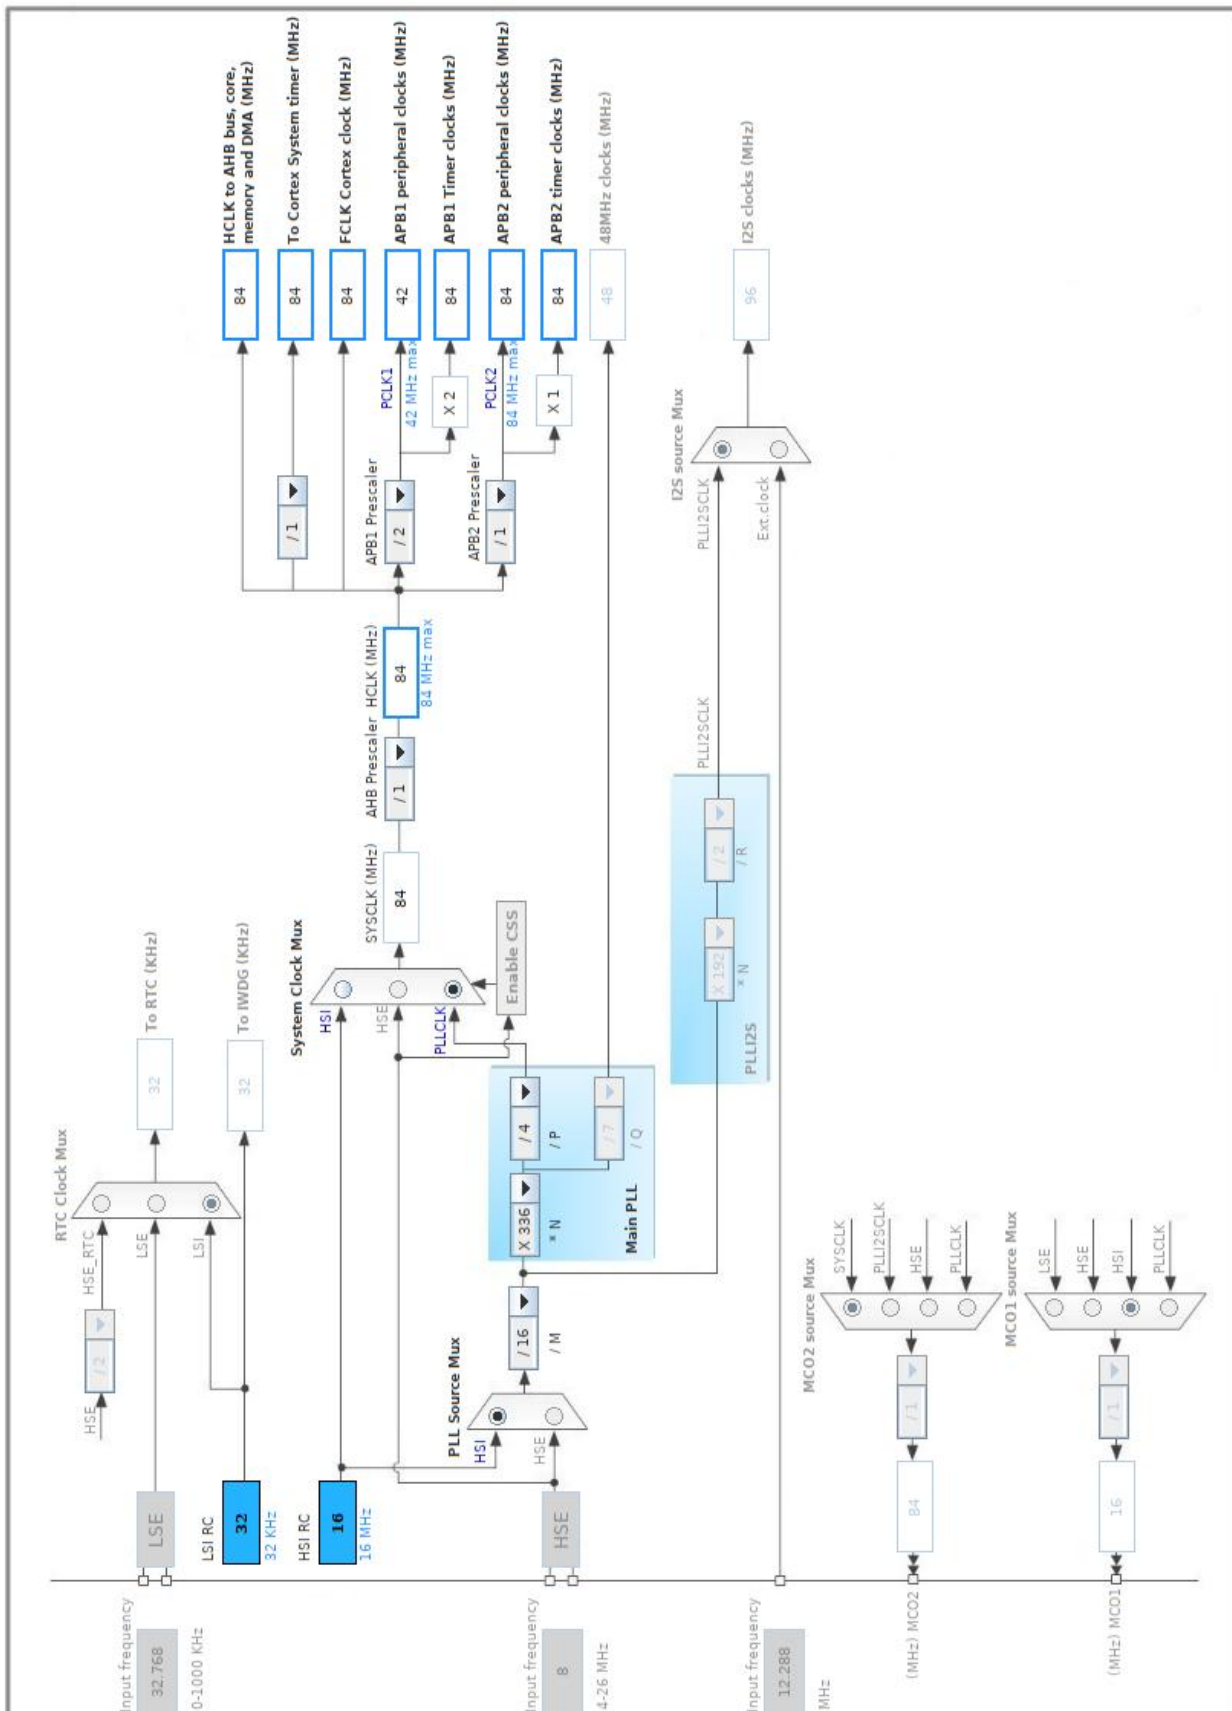 RTC Clock Mux
HSE
/ 2
HSE_RTC
LSE
LSI
32
To RTC (KHz)
32
To IWDG (KHz)
Input frequency
32.768
0-1000 KHz
LSE
LSI RC
32
32 KHz
HSI RC
16
16 MHz
System Clock Mux
HSI
HSE
PLLCLK
Enable CSS
SYSCLK (MHz)
84
AHB Prescaler
/ 1
HCLK (MHz)
84
84 MHz max
84
HCLK to AHB bus, core,
memory and DMA (MHz)
/ 1
84
To Cortex System timer (MHz)
84
FCLK Cortex clock (MHz)
APB1 Prescaler
/ 2
PCLK1
42 MHz max
42
APB1 peripheral clocks (MHz)
X 2
84
APB1 Timer clocks (MHz)
APB2 Prescaler
/ 1
PCLK2
84 MHz max
84
APB2 peripheral clocks (MHz)
X 1
84
APB2 timer clocks (MHz)
48
48MHz clocks (MHz)
Input frequency
8
4-26 MHz
HSE
PLL Source Mux
HSI
HSE
/ 16
/ M
X 336
* N
/ 4
/ P
/ 7
/ Q
Main PLL
PLLI2S
X 192
* N
/ 2
/ R
PLLI2SCLK
I2S source Mux
PLLI2SCLK
Ext.clock
96
I2S clocks (MHz)
Input frequency
12.288
MHz
MCO2 source Mux
SYSCLK
PLLI2SCLK
HSE
PLLCLK
/ 1
84
(MHz) MCO2
MCO1 source Mux
LSE
HSE
HSI
PLLCLK
/ 1
16
(MHz) MCO1